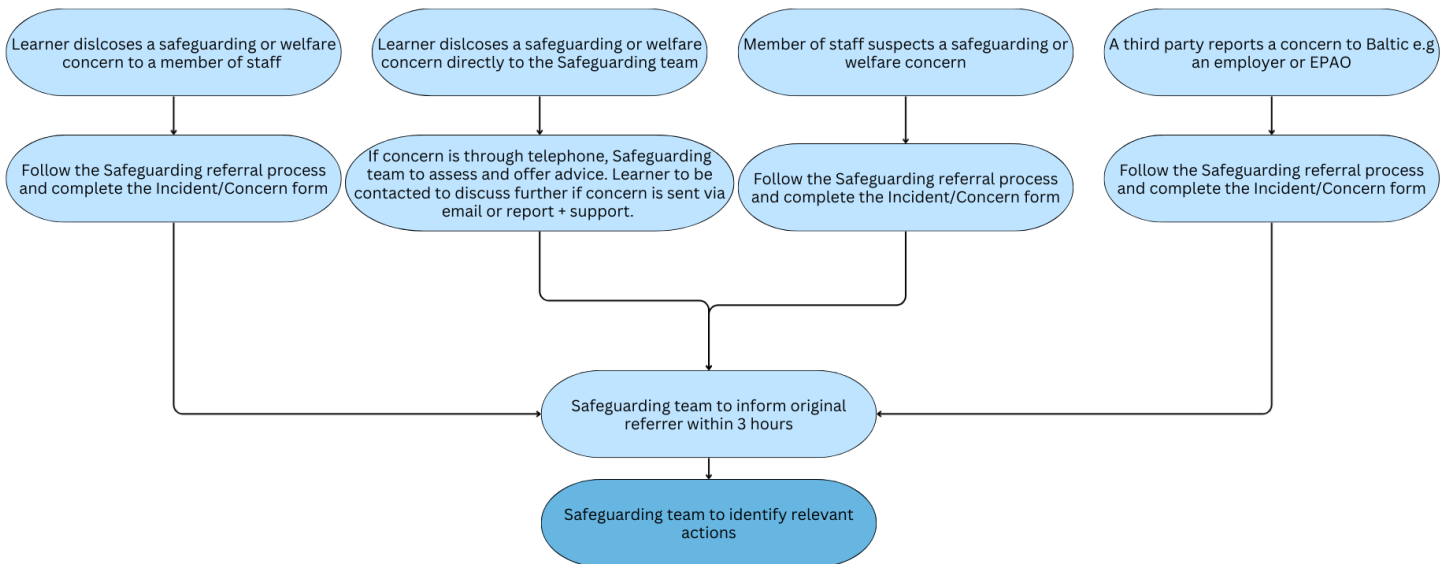 Learner dislcoses a safeguarding or welfare
concern to a member of staff
Learner dislcoses a safeguarding or welfare
concern directly to the Safeguarding team
Member of staff suspects a safeguarding or
welfare concern
A third party reports a concern to Baltic e.g
an employer or EPAO
Follow the Safeguarding referral process
and complete the Incident/Concern form
If concern is through telephone, Safeguarding
team to assess and offer advice. Learner to be
contacted to discuss further if concern is sent via
email or report + support.
Follow the Safeguarding referral process
and complete the Incident/Concern form
Follow the Safeguarding referral process
and complete the Incident/Concern form
Safeguarding team to inform original
referrer within 3 hours
Safeguarding team to identify relevant
actions